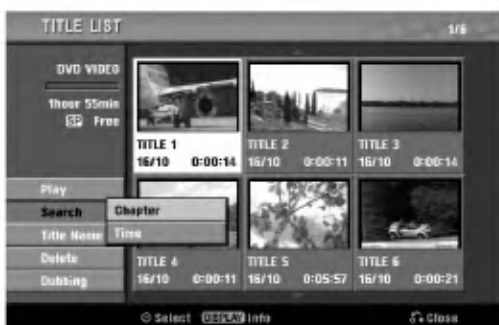 TITLE LIST 1/6
DVD VIDEO
1hour 55min
SP Free
TITLE 1
16/10 0:00:14
TITLE 2
16/10 0:00:11
TITLE 3
16/10 0:00:14
Play
Search
Title Name
Delete
Dubbing
Chapter
Time
TITLE 4
16/10 0:00:11
TITLE 5
16/10 0:05:57
TITLE 6
16/10 0:00:21
Select DISPLAY Info Close